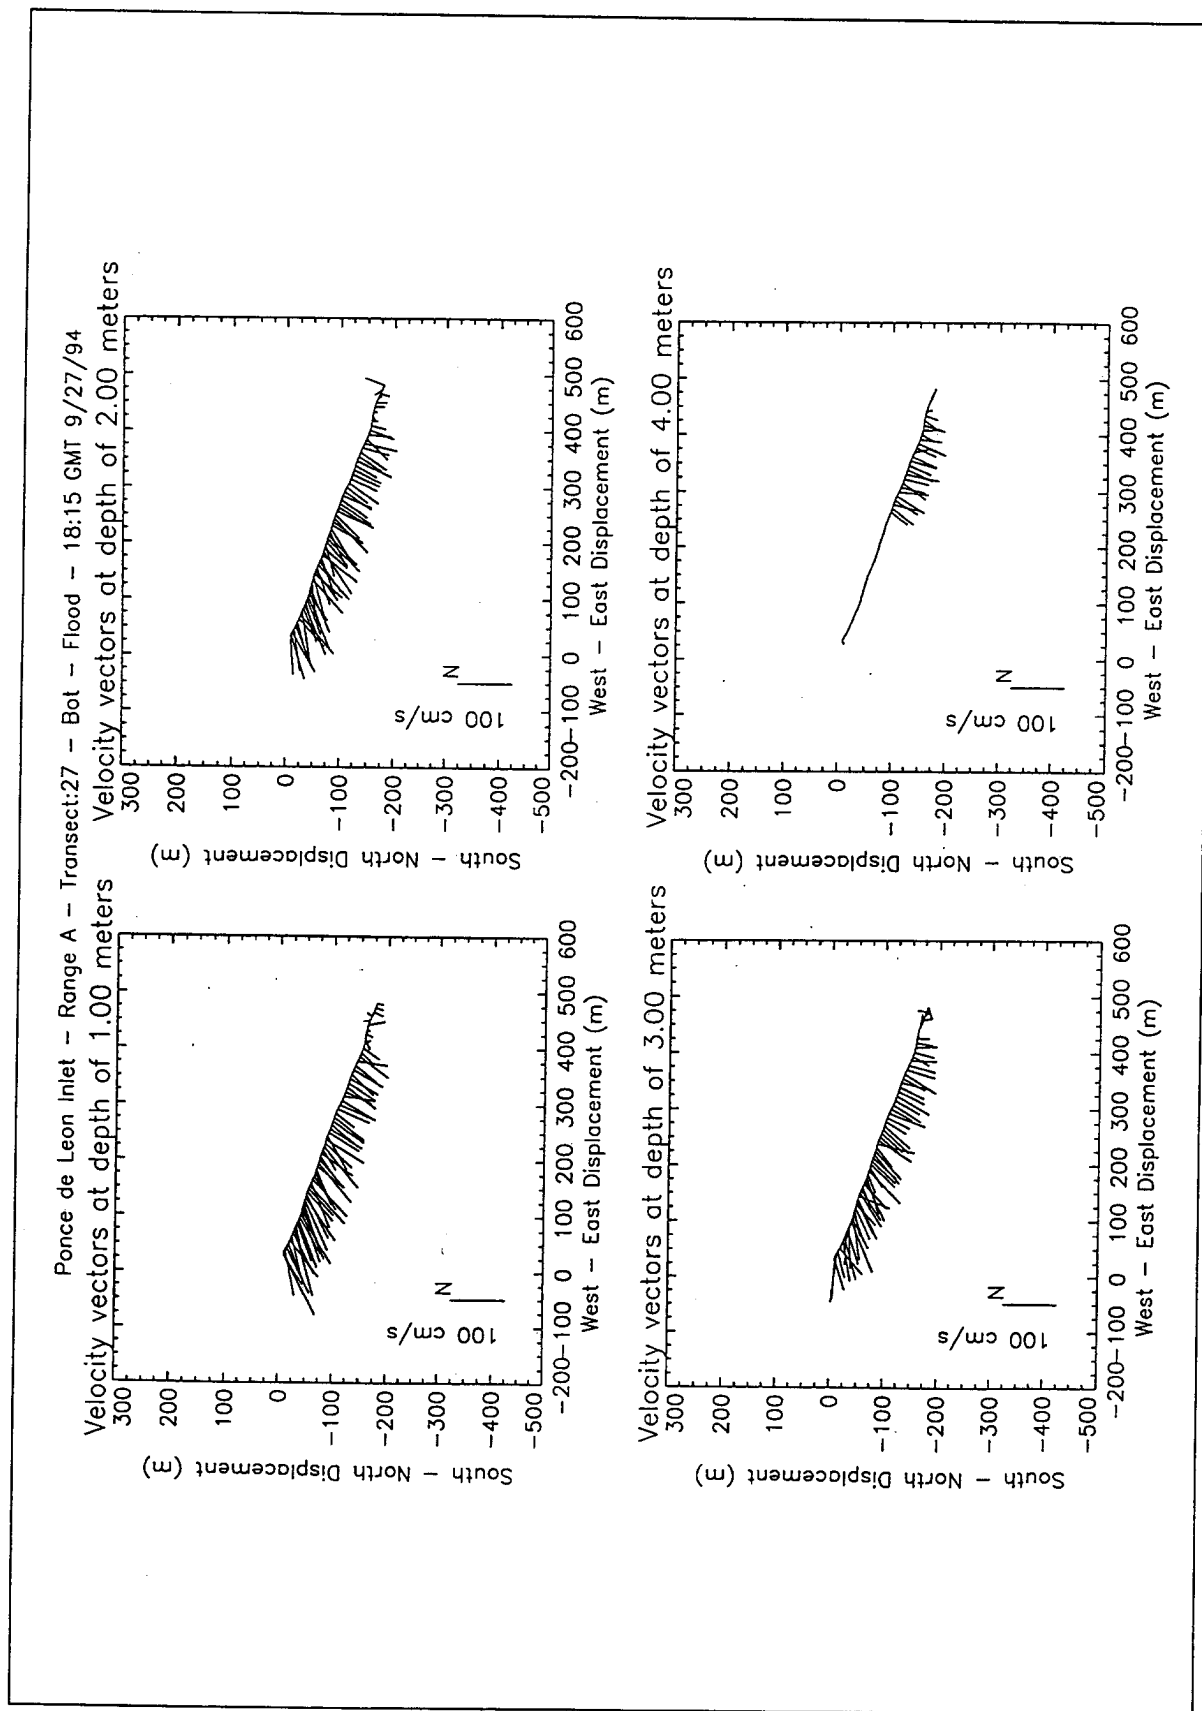 Ponce de Leon Inlet – Range A – Transect:27 – Bot – Flood – 18:15 GMT 9/27/94
Velocity vectors at depth of 1.00 meters
300
200
100
0
-100
-200
-300
-400
-500
South – North Displacement (m)
N
100 cm/s
-200-100 0 100 200 300 400 500 600
West – East Displacement (m)
Velocity vectors at depth of 2.00 meters
300
200
100
0
-100
-200
-300
-400
-500
South – North Displacement (m)
N
100 cm/s
-200-100 0 100 200 300 400 500 600
West – East Displacement (m)
Velocity vectors at depth of 3.00 meters
300
200
100
0
-100
-200
-300
-400
-500
South – North Displacement (m)
N
100 cm/s
-200-100 0 100 200 300 400 500 600
West – East Displacement (m)
Velocity vectors at depth of 4.00 meters
300
200
100
0
-100
-200
-300
-400
-500
South – North Displacement (m)
N
100 cm/s
-200-100 0 100 200 300 400 500 600
West – East Displacement (m)